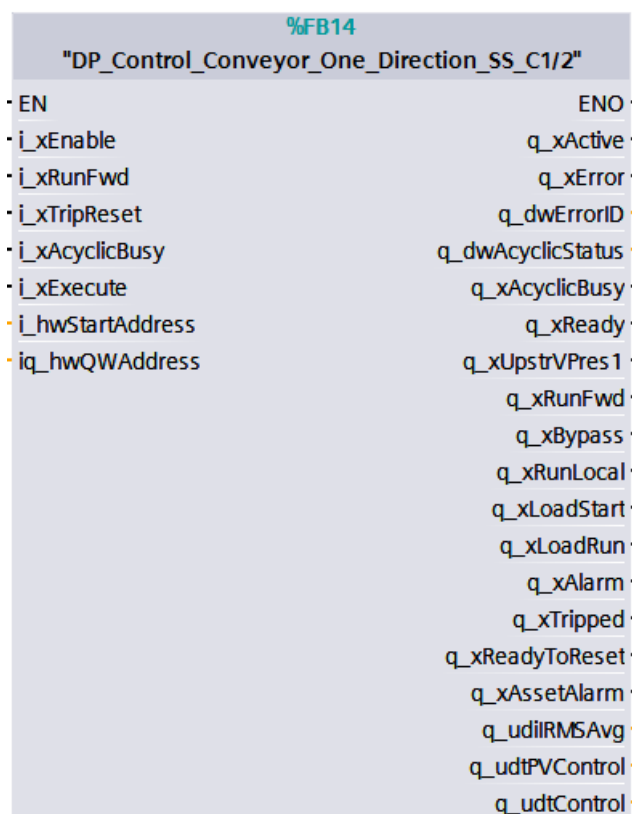 %FB14
"DP_Control_Conveyor_One_Direction_SS_C1/2"
EN ENO
i_xEnable q_xActive
i_xRunFwd q_xError
i_xTripReset q_dwErrorID
i_xAcyclicBusy q_dwAcyclicStatus
i_xExecute q_xAcyclicBusy
i_hwStartAddress q_xReady
iq_hwQWAddress q_xUpstrVPres1
q_xRunFwd
q_xBypass
q_xRunLocal
q_xLoadStart
q_xLoadRun
q_xAlarm
q_xTripped
q_xReadyToReset
q_xAssetAlarm
q_udiIRMSAvg
q_udtPVControl
q_udtControl